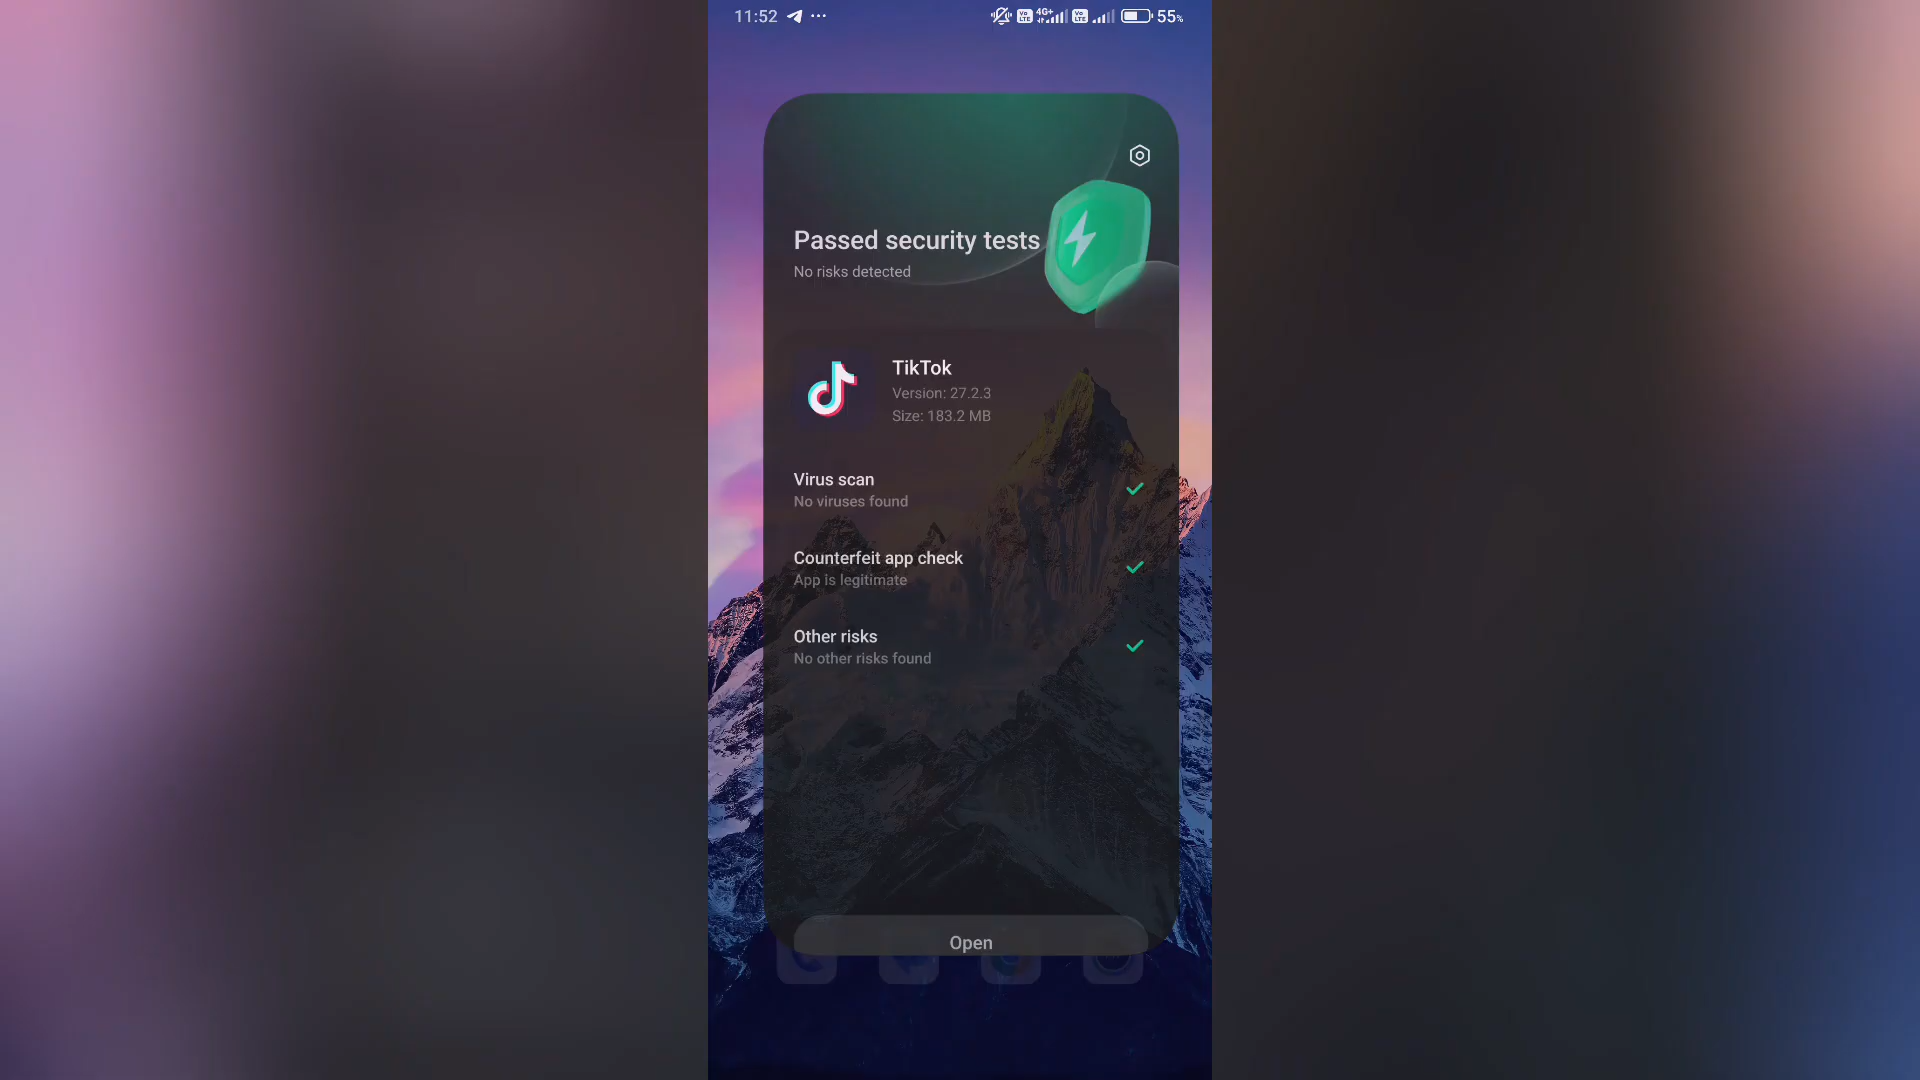 11:52 ... 4G+ 55%
Passed security tests
No risks detected
TikTok
Version: 27.2.3
Size: 183.2 MB
Virus scan
No viruses found
Counterfeit app check
App is legitimate
Other risks
No other risks found
Open